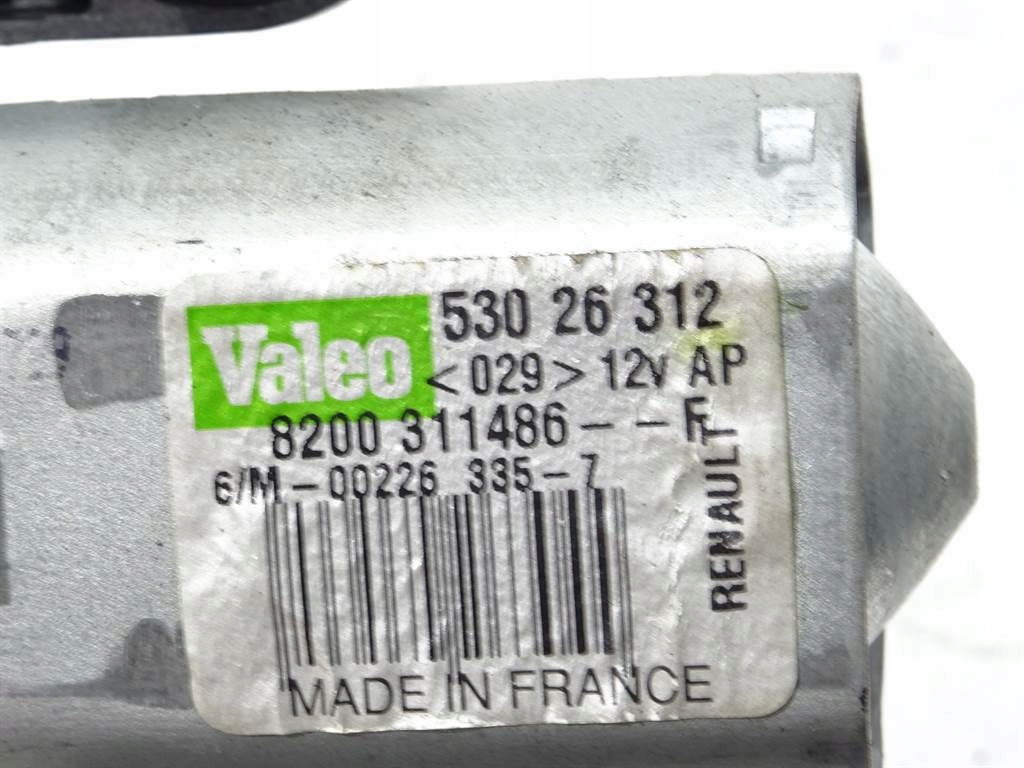 Valeo 530 26 312
<029> 12v AP
8200 311486--F
6/M-00226 335-7
RENAULT
MADE IN FRANCE